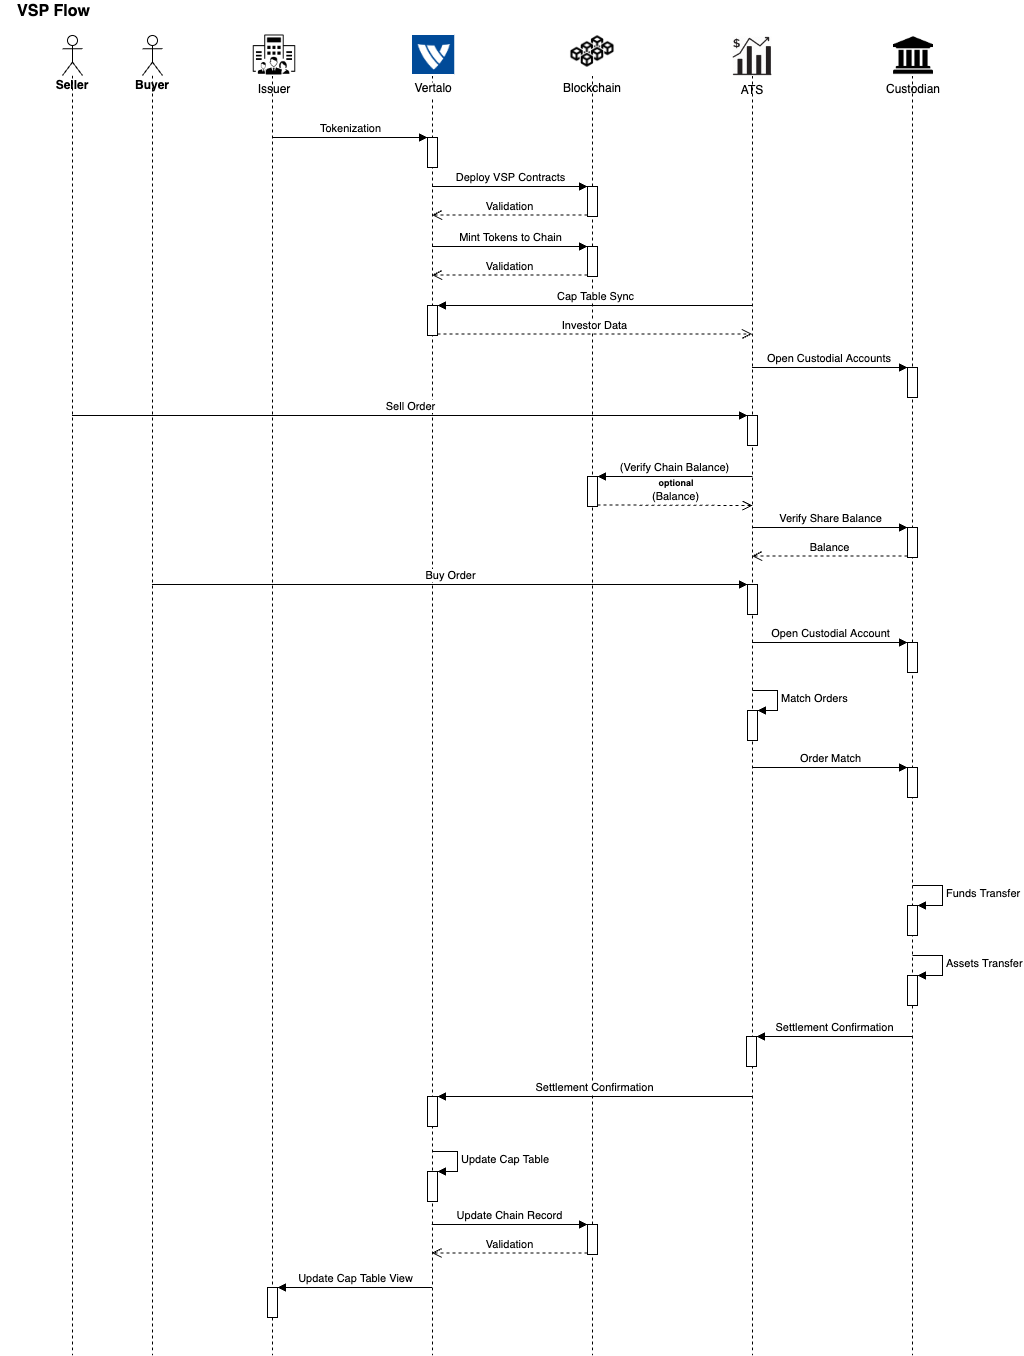 VSP Flow
Seller
Buyer
Issuer
Vertalo
Blockchain
$
ATS
Custodian
Tokenization
Deploy VSP Contracts
Validation
Mint Tokens to Chain
Validation
Cap Table Sync
Investor Data
Open Custodial Accounts
Sell Order
(Verify Chain Balance)
optional
(Balance)
Verify Share Balance
Balance
Buy Order
Open Custodial Account
Match Orders
Order Match
Funds Transfer
Assets Transfer
Settlement Confirmation
Settlement Confirmation
Update Cap Table
Update Chain Record
Validation
Update Cap Table View